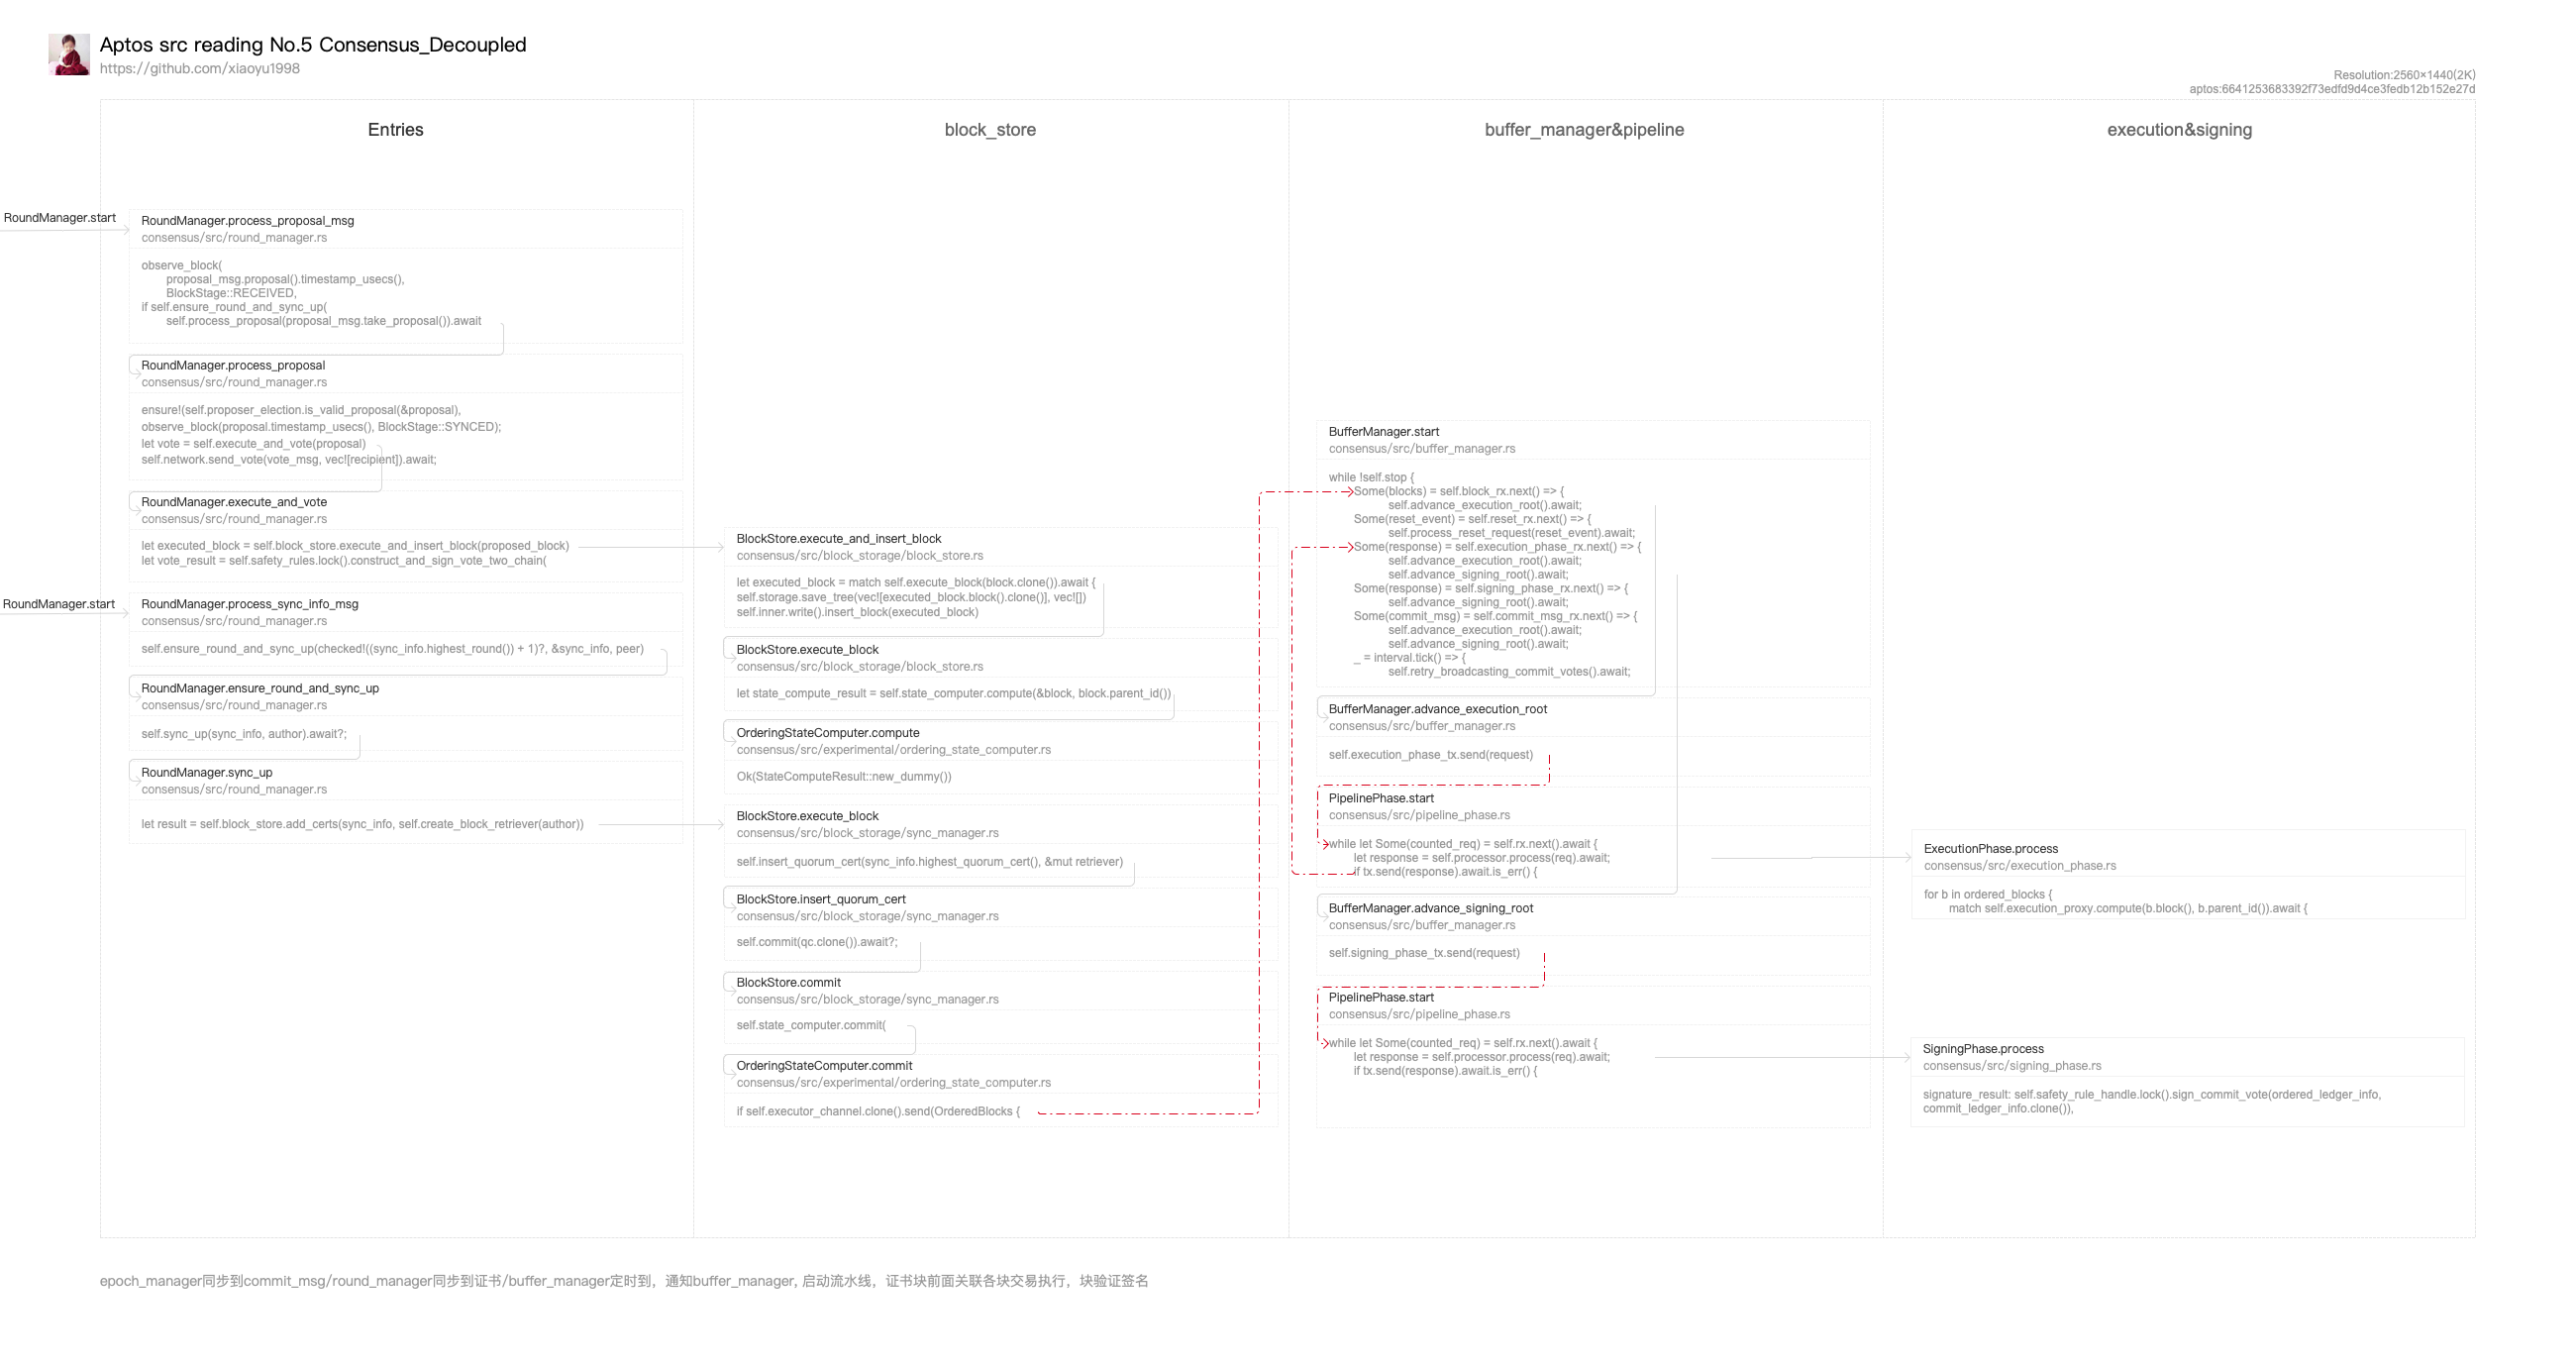 Aptos src reading No.5 Consensus_Decoupled
https://github.com/xiaoyu1998
Resolution:2560×1440(2K)
aptos:6641253683392f73edfd9d4ce3fedb12b152e27d
Entries
RoundManager.start
RoundManager.process_proposal_msg
consensus/src/round_manager.rs
observe_block(
proposal_msg.proposal().timestamp_usecs(),
BlockStage::RECEIVED,
if self.ensure_round_and_sync_up(
self.process_proposal(proposal_msg.take_proposal()).await
RoundManager.process_proposal
consensus/src/round_manager.rs
ensure!(self.proposer_election.is_valid_proposal(&proposal),
observe_block(proposal.timestamp_usecs(), BlockStage::SYNCED);
let vote = self.execute_and_vote(proposal)
self.network.send_vote(vote_msg, vec![recipient]).await;
RoundManager.execute_and_vote
consensus/src/round_manager.rs
let executed_block = self.block_store.execute_and_insert_block(proposed_block)
let vote_result = self.safety_rules.lock().construct_and_sign_vote_two_chain(
RoundManager.start
RoundManager.process_sync_info_msg
consensus/src/round_manager.rs
self.ensure_round_and_sync_up(checked!((sync_info.highest_round()) + 1)?, &sync_info, peer)
RoundManager.ensure_round_and_sync_up
consensus/src/round_manager.rs
self.sync_up(sync_info, author).await?;
RoundManager.sync_up
consensus/src/round_manager.rs
let result = self.block_store.add_certs(sync_info, self.create_block_retriever(author))
block_store
BlockStore.execute_and_insert_block
consensus/src/block_storage/block_store.rs
let executed_block = match self.execute_block(block.clone()).await {
self.storage.save_tree(vec![executed_block.block().clone()], vec![])
self.inner.write().insert_block(executed_block)
BlockStore.execute_block
consensus/src/block_storage/block_store.rs
let state_compute_result = self.state_computer.compute(&block, block.parent_id())
OrderingStateComputer.compute
consensus/src/experimental/ordering_state_computer.rs
Ok(StateComputeResult::new_dummy())
BlockStore.execute_block
consensus/src/block_storage/sync_manager.rs
self.insert_quorum_cert(sync_info.highest_quorum_cert(), &mut retriever)
BlockStore.insert_quorum_cert
consensus/src/block_storage/sync_manager.rs
self.commit(qc.clone()).await?;
BlockStore.commit
consensus/src/block_storage/sync_manager.rs
self.state_computer.commit(
OrderingStateComputer.commit
consensus/src/experimental/ordering_state_computer.rs
if self.executor_channel.clone().send(OrderedBlocks {
buffer_manager&pipeline
BufferManager.start
consensus/src/buffer_manager.rs
while !self.stop {
Some(blocks) = self.block_rx.next() => {
self.advance_execution_root().await;
Some(reset_event) = self.reset_rx.next() => {
self.process_reset_request(reset_event).await;
Some(response) = self.execution_phase_rx.next() => {
self.advance_execution_root().await;
self.advance_signing_root().await;
Some(response) = self.signing_phase_rx.next() => {
self.advance_signing_root().await;
Some(commit_msg) = self.commit_msg_rx.next() => {
self.advance_execution_root().await;
self.advance_signing_root().await;
_ = interval.tick() => {
self.retry_broadcasting_commit_votes().await;
BufferManager.advance_execution_root
consensus/src/buffer_manager.rs
self.execution_phase_tx.send(request)
PipelinePhase.start
consensus/src/pipeline_phase.rs
while let Some(counted_req) = self.rx.next().await {
let response = self.processor.process(req).await;
if tx.send(response).await.is_err() {
BufferManager.advance_signing_root
consensus/src/buffer_manager.rs
self.signing_phase_tx.send(request)
PipelinePhase.start
consensus/src/pipeline_phase.rs
while let Some(counted_req) = self.rx.next().await {
let response = self.processor.process(req).await;
if tx.send(response).await.is_err() {
execution&signing
ExecutionPhase.process
consensus/src/execution_phase.rs
for b in ordered_blocks {
match self.execution_proxy.compute(b.block(), b.parent_id()).await {
SigningPhase.process
consensus/src/signing_phase.rs
signature_result: self.safety_rule_handle.lock().sign_commit_vote(ordered_ledger_info,
commit_ledger_info.clone()),
epoch_manager同步到commit_msg/round_manager同步到证书/buffer_manager定时到，通知buffer_manager, 启动流水线，证书块前面关联各块交易执行，块验证签名